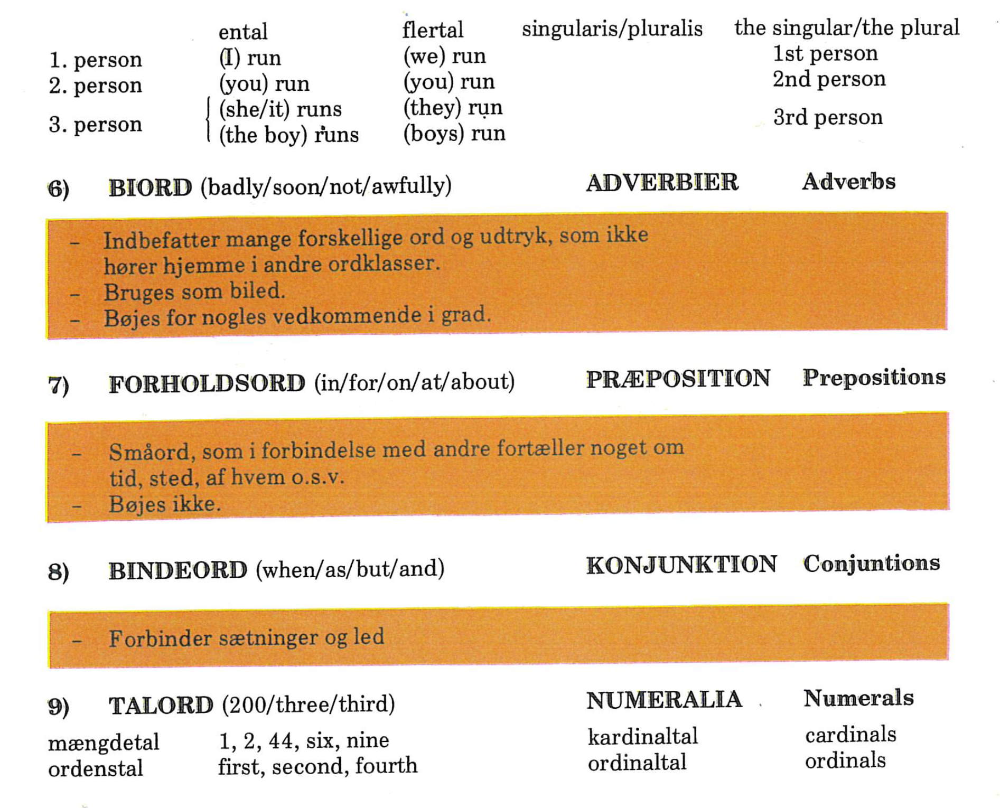 ental flertal singularis/pluralis the singular/the plural
1. person (I) run (we) run 1st person
2. person (you) run (you) run 2nd person
(she/it) runs (they) run
3. person 3rd person
(the boy) runs (boys) run
6) BIORD (badly/soon/not/awfully) ADVERBIER Adverbs
- Indbefatter mange forskellige ord og udtryk, som ikke
hører hjemme i andre ordklasser.
- Bruges som biled.
- Bøjes for nogles vedkommende i grad.
7) FORHOLDSORD (in/for/on/at/about) PRÆPOSITION Prepositions
- Småord, som i forbindelse med andre fortæller noget om
tid, sted, af hvem o.s.v.
- Bøjes ikke.
8) BINDEORD (when/as/but/and) KONJUNKTION Conjuntions
- Forbinder sætninger og led
9) TALORD (200/three/third) NUMERALIA Numerals
mængdetal 1, 2, 44, six, nine kardinaltal cardinals
ordenstal first, second, fourth ordinaltal ordinals